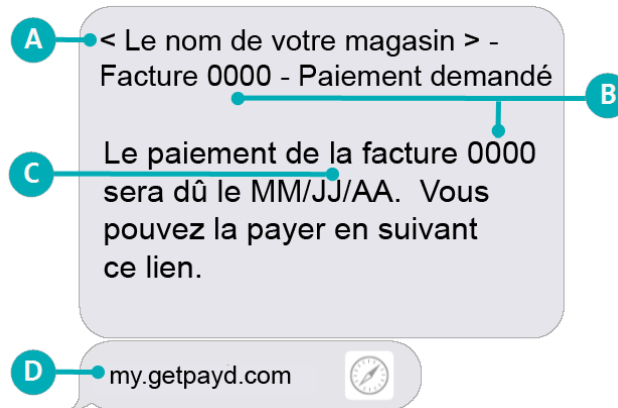 A
< Le nom de votre magasin > -
Facture 0000 - Paiement demandé
B
Le paiement de la facture 0000
C
sera dû le MM/JJ/AA. Vous
pouvez la payer en suivant
ce lien.
D
my.getpayd.com